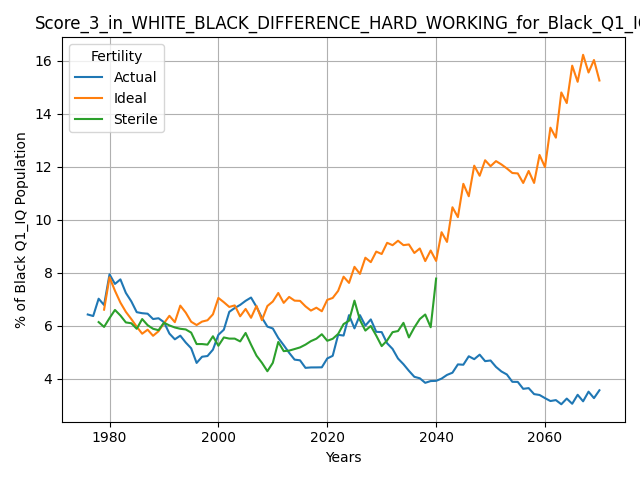 Score_3_in_WHITE_BLACK_DIFFERENCE_HARD_WORKING_for_Black_Q1_IQ
Fertility
Actual
Ideal
Sterile
% of Black Q1_IQ Population
16
14
12
10
8
6
4
1980 2000 2020 2040 2060
Years